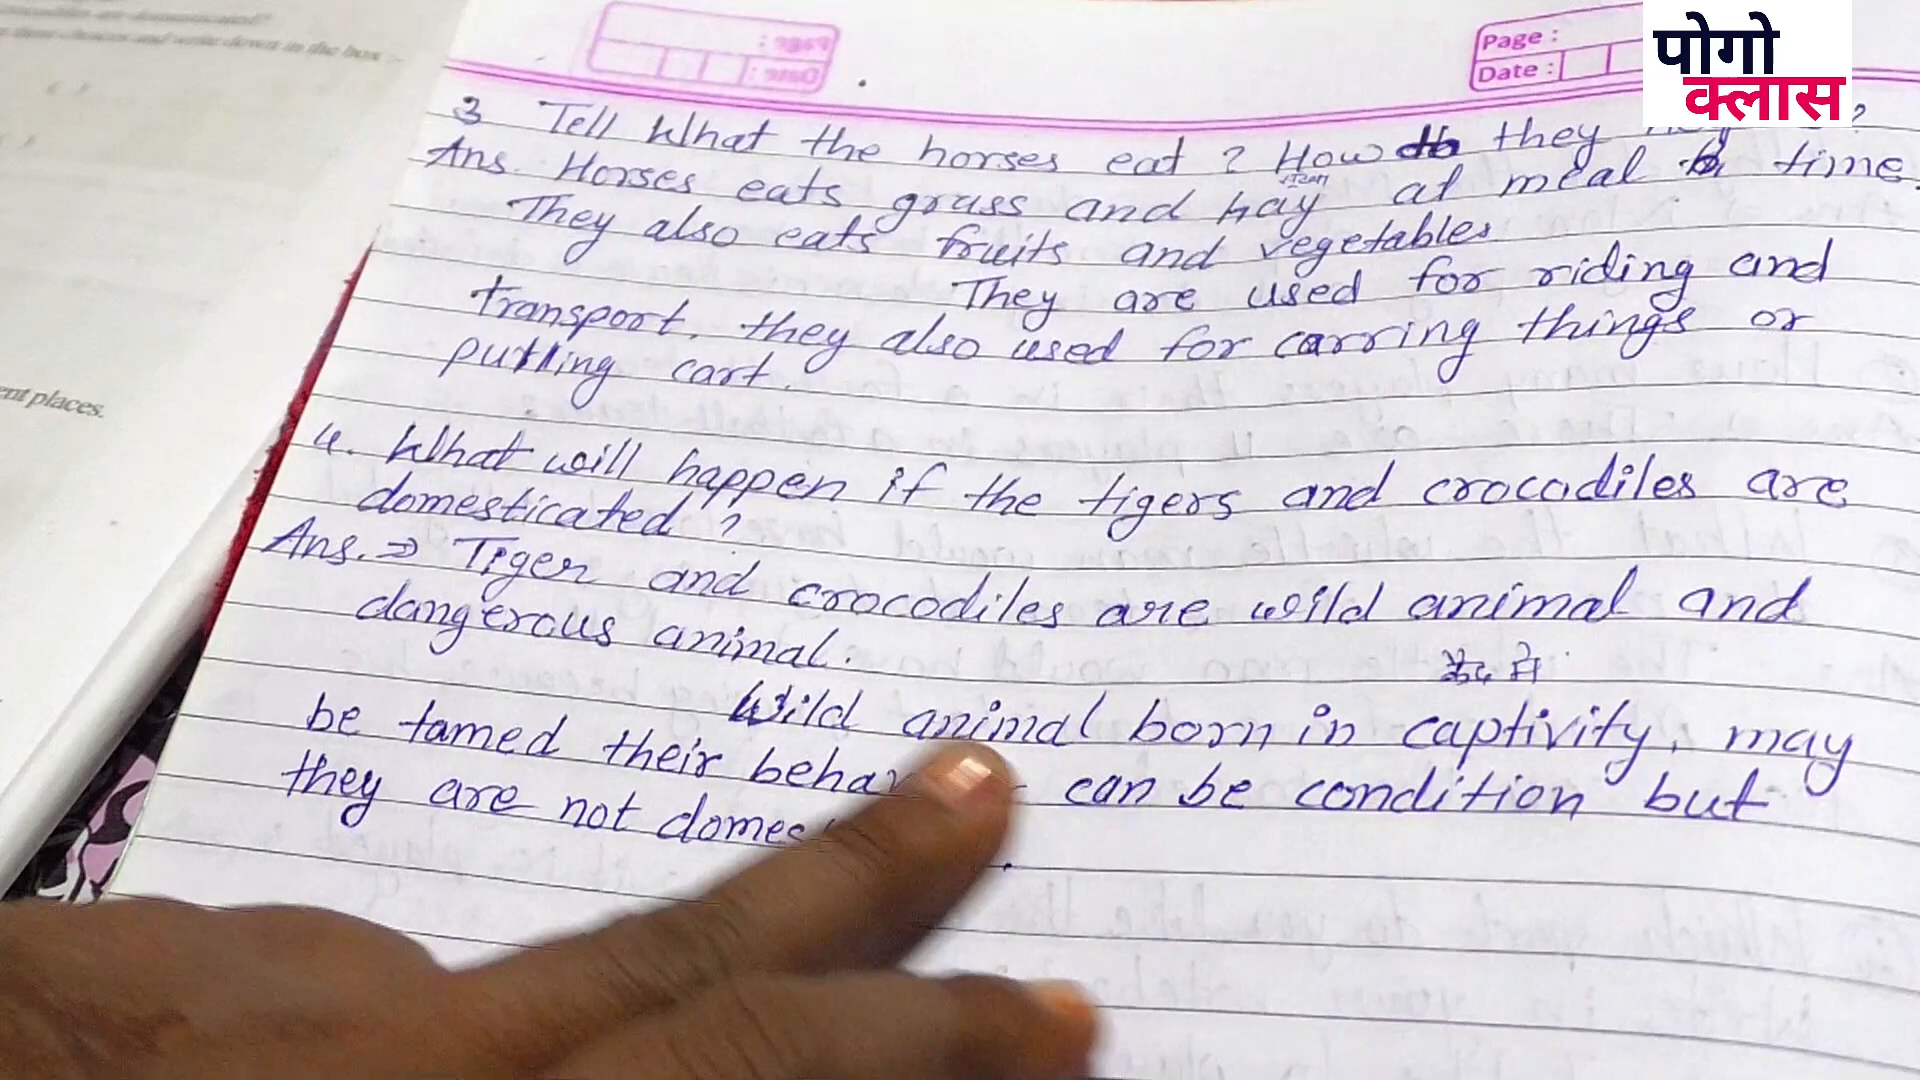 ent places.
Page :
Date :
पोगो
क्लास
3 Tell What the horses eat ? How do they ?
Ans. Horses eats grass and hay at meal time.
They also eats fruits and vegetables
They are used for riding and
transport. they also used for carring things or
pulling cart.
4. What will happen if the tigers and crocodiles are
domesticated ?
Ans. ⇒ Tiger and crocodiles are wild animal and
dangerous animal.
कैद में
Wild animal born in captivity, may
be tamed their can be condition but
they are not